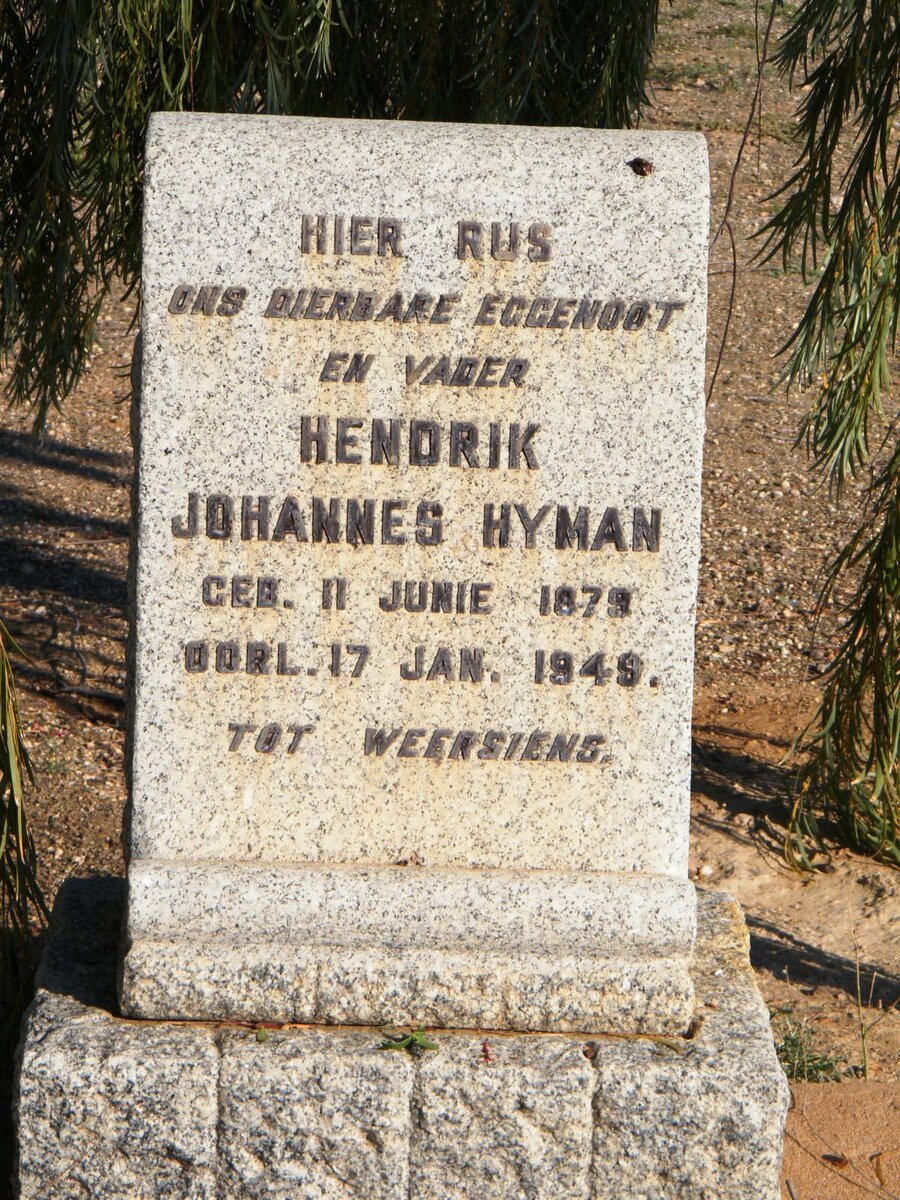 HIER RUS
ONS DIERBARE EGGENOOT
EN VADER
HENDRIK
JOHANNES HYMAN
GEB. 11 JUNIE 1879
OORL. 17 JAN. 1949.
TOT WEERSIENS.